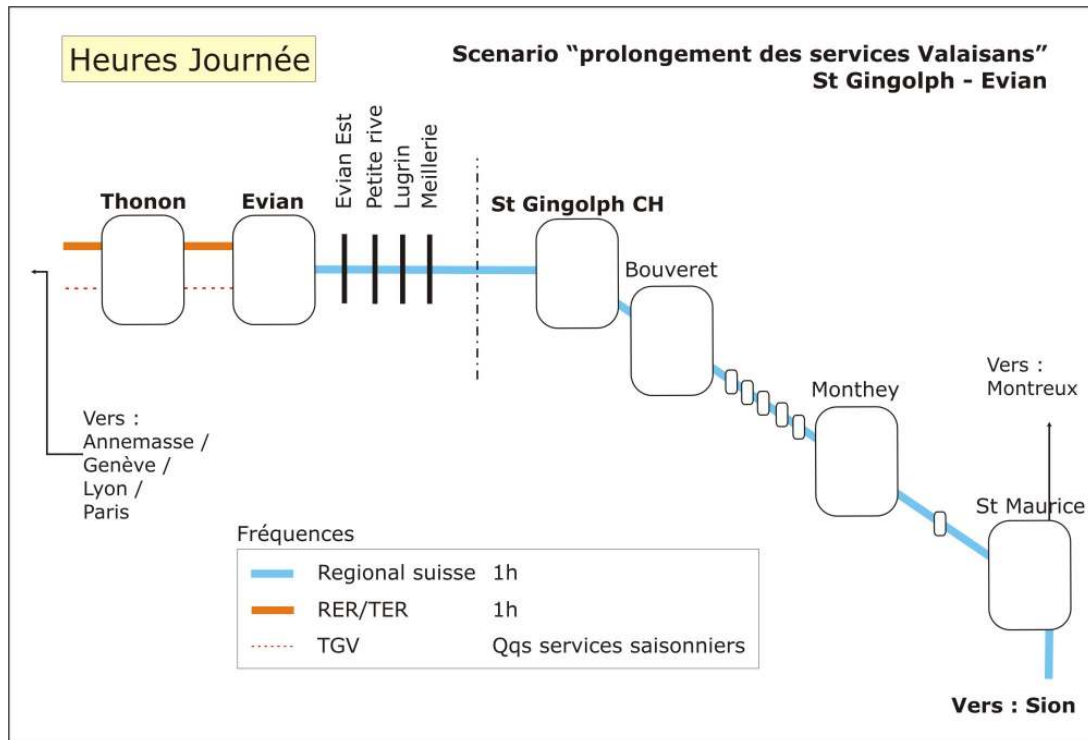 Heures Journée
Scenario “prolongement des services Valaisans”
St Gingolph - Evian
Evian Est
Petite rive
Lugrin
Meillerie
Thonon
Evian
St Gingolph CH
Bouveret
Monthey
Vers :
Montreux
St Maurice
Vers :
Annemasse /
Genève /
Lyon /
Paris
Fréquences
Regional suisse 1h
RER/TER 1h
TGV Qqs services saisonniers
Vers : Sion